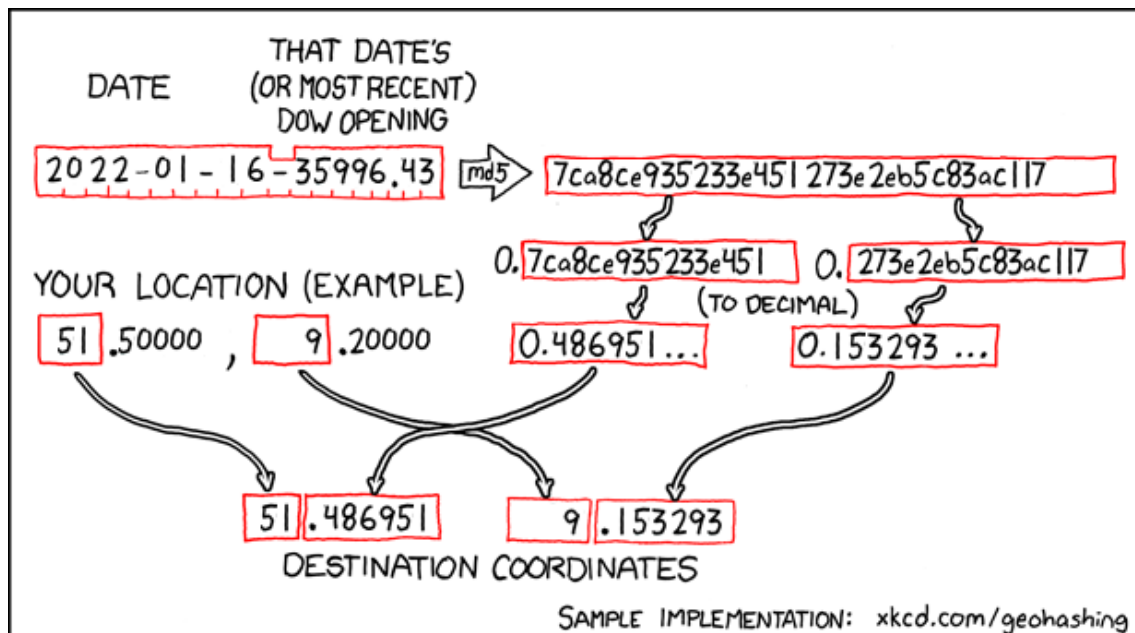 DATE
THAT DATE'S
(OR MOST RECENT)
DOW OPENING
2022-01-16-35996.43
md5
7ca8ce935233e451273e2eb5c83ac117
0.7ca8ce935233e451
0.273e2eb5c83ac117
YOUR LOCATION (EXAMPLE)
(TO DECIMAL)
51.50000, 9.20000
0.486951...
0.153293...
51.486951
9.153293
DESTINATION COORDINATES
SAMPLE IMPLEMENTATION: xkcd.com/geohashing